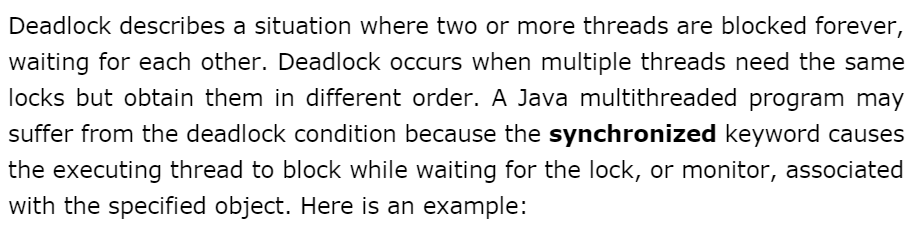 Deadlock describes a situation where two or more threads are blocked forever,
waiting for each other. Deadlock occurs when multiple threads need the same
locks but obtain them in different order. A Java multithreaded program may
suffer from the deadlock condition because the synchronized keyword causes
the executing thread to block while waiting for the lock, or monitor, associated
with the specified object. Here is an example: